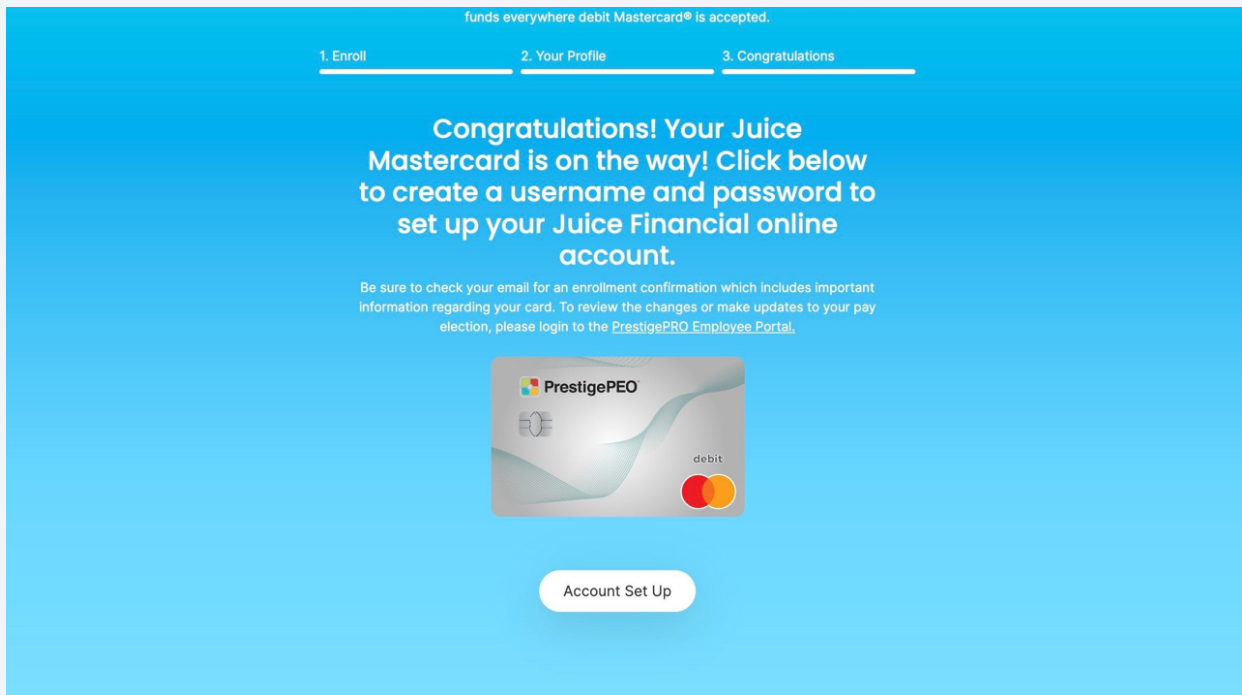 funds everywhere debit Mastercard® is accepted.
1. Enroll
2. Your Profile
3. Congratulations
Congratulations! Your Juice
Mastercard is on the way! Click below
to create a username and password to
set up your Juice Financial online
account.
Be sure to check your email for an enrollment confirmation which includes important
information regarding your card. To review the changes or make updates to your pay
election, please login to the PrestigePRO Employee Portal.
PrestigePEO
debit
Account Set Up